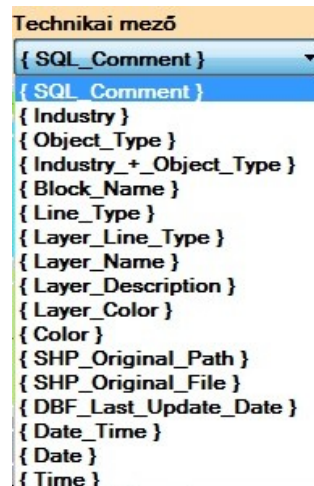 Technikai mező
{ SQL_Comment }
{ SQL_Comment }
{ Industry }
{ Object_Type }
{ Industry_+_Object_Type }
{ Block_Name }
{ Line_Type }
{ Layer_Line_Type }
{ Layer_Name }
{ Layer_Description }
{ Layer_Color }
{ Color }
{ SHP_Original_Path }
{ SHP_Original_File }
{ DBF_Last_Update_Date }
{ Date_Time }
{ Date }
{ Time }